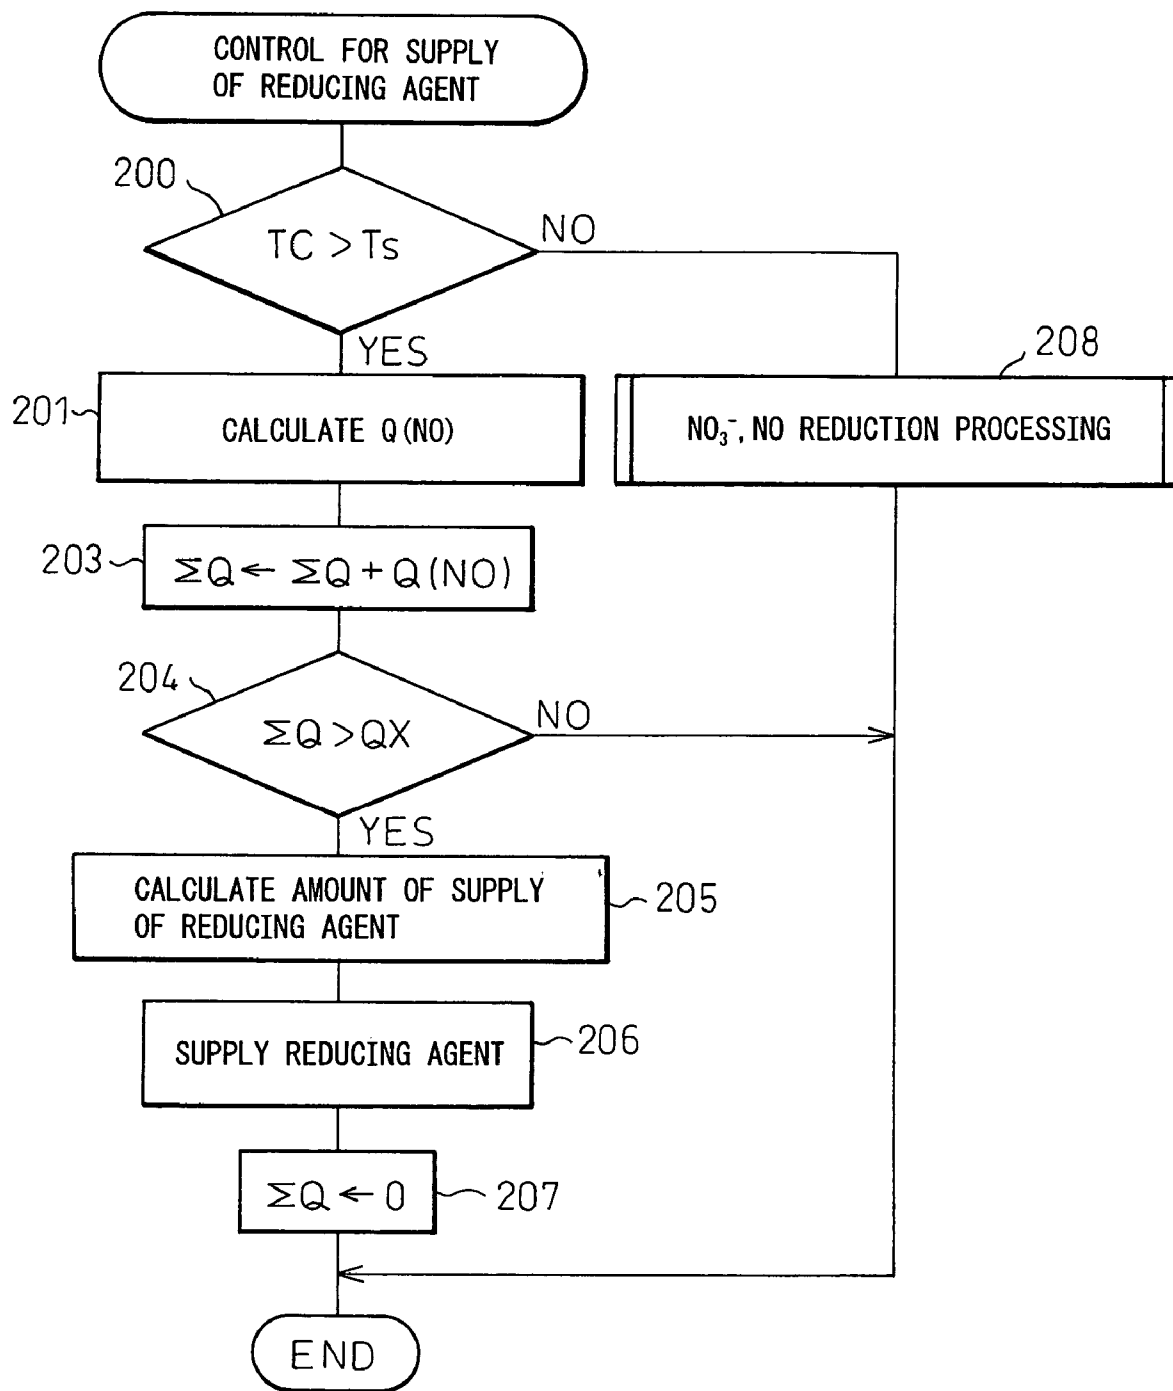 CONTROL FOR SUPPLY
OF REDUCING AGENT
200
TC > Ts
NO
YES
208
201
CALCULATE Q(NO)
NO₃⁻, NO REDUCTION PROCESSING
203
ΣQ ← ΣQ + Q(NO)
204
ΣQ > QX
NO
YES
CALCULATE AMOUNT OF SUPPLY
OF REDUCING AGENT
205
SUPPLY REDUCING AGENT
206
ΣQ ← 0
207
END